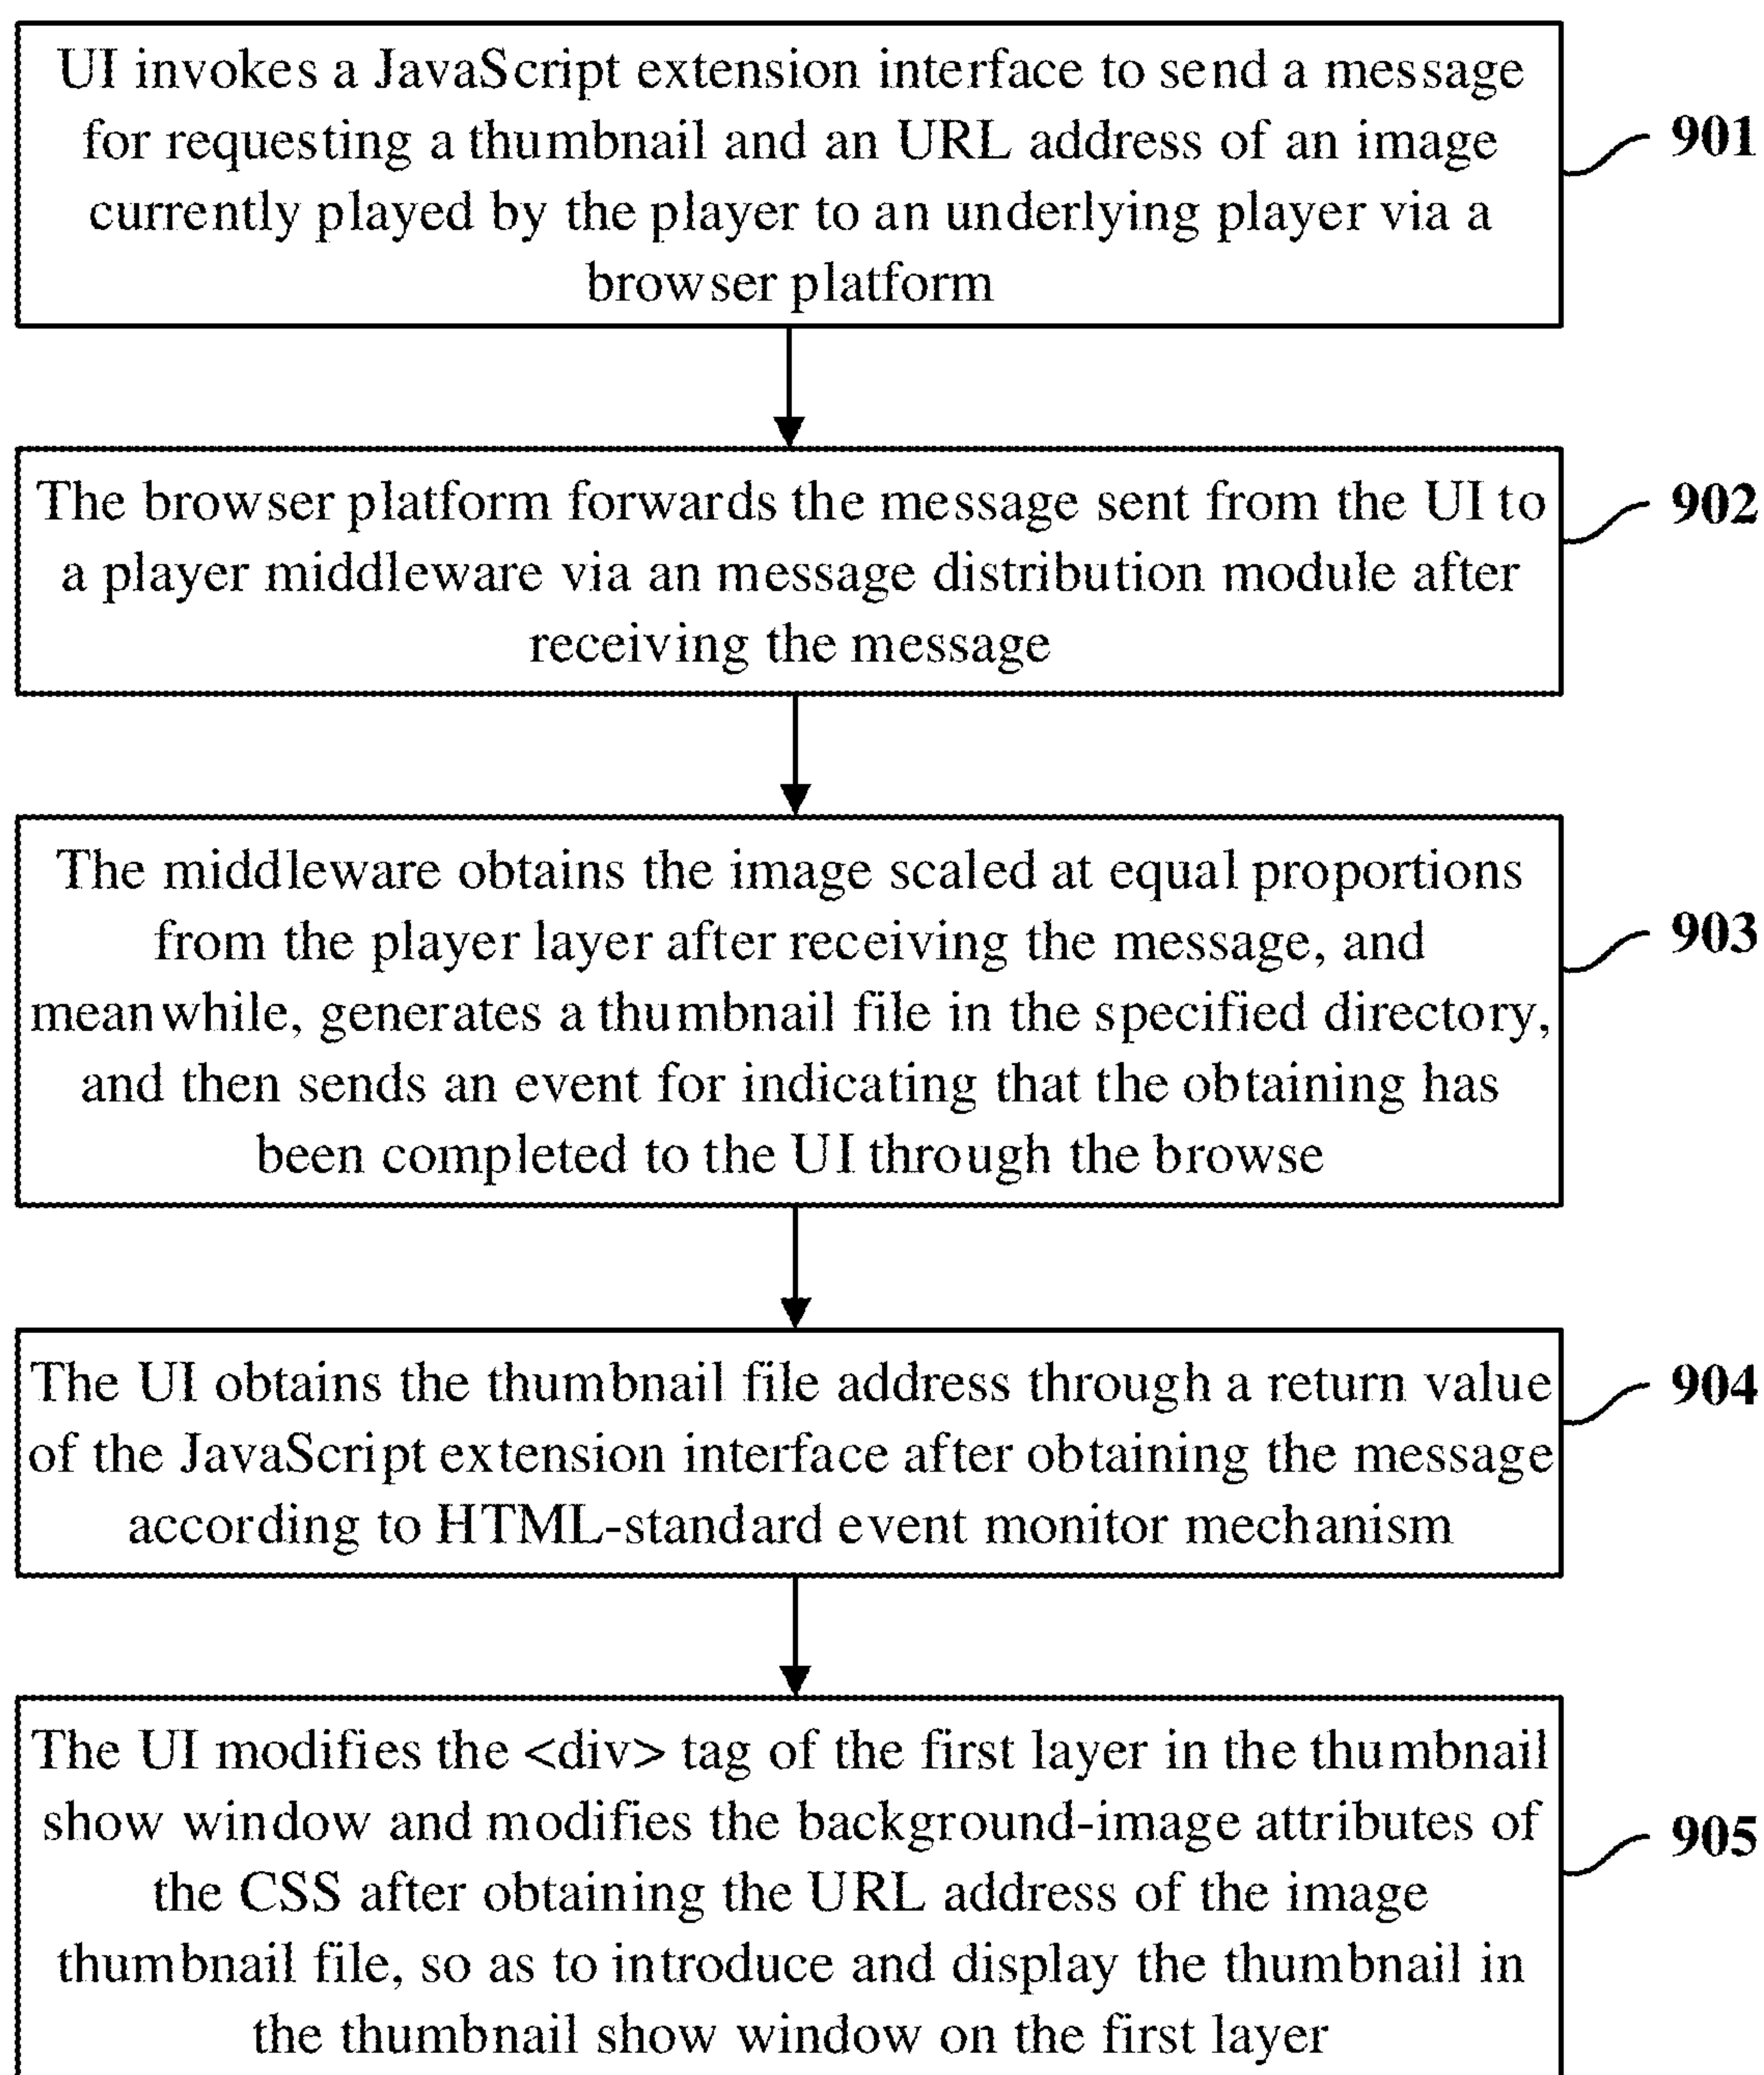 UI invokes a JavaScript extension interface to send a message
for requesting a thumbnail and an URL address of an image
currently played by the player to an underlying player via a
browser platform
901
The browser platform forwards the message sent from the UI to
a player middleware via an message distribution module after
receiving the message
902
The middleware obtains the image scaled at equal proportions
from the player layer after receiving the message, and
meanwhile, generates a thumbnail file in the specified directory,
and then sends an event for indicating that the obtaining has
been completed to the UI through the browse
903
The UI obtains the thumbnail file address through a return value
of the JavaScript extension interface after obtaining the message
according to HTML-standard event monitor mechanism
904
The UI modifies the <div> tag of the first layer in the thumbnail
show window and modifies the background-image attributes of
the CSS after obtaining the URL address of the image
thumbnail file, so as to introduce and display the thumbnail in
the thumbnail show window on the first layer
905